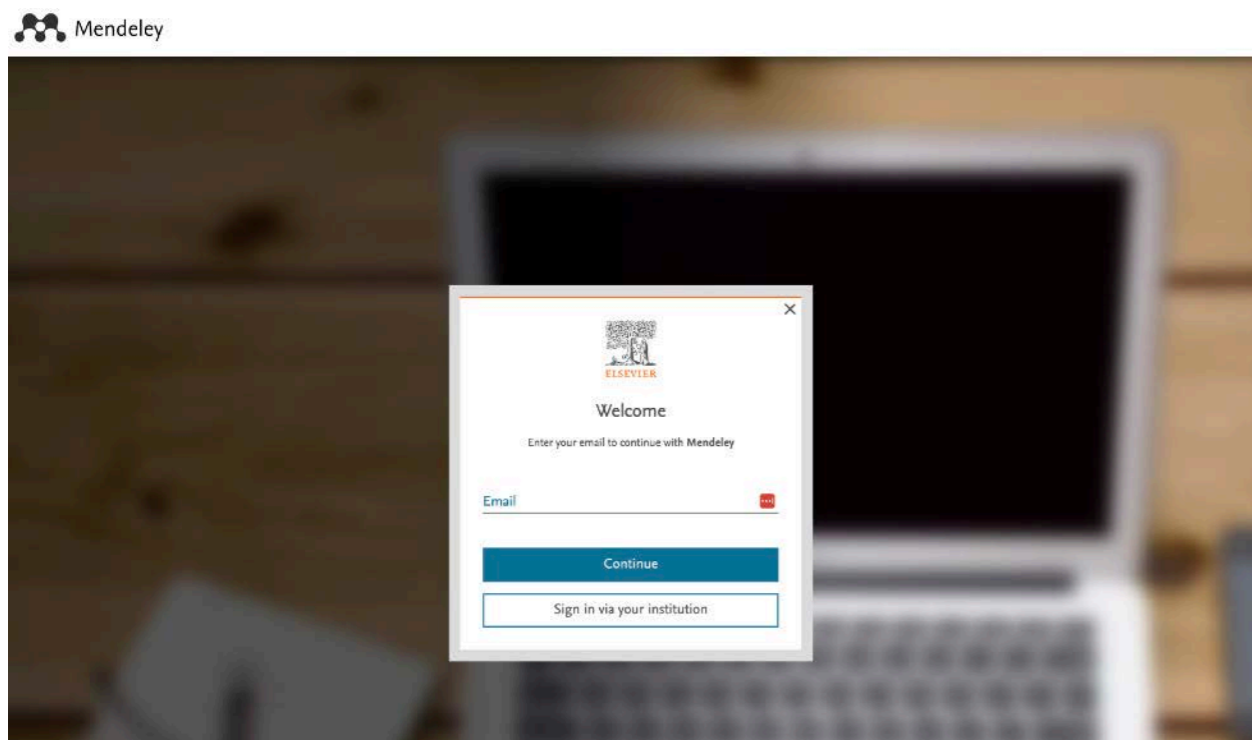 Mendeley
ELSEVIER
Welcome
Enter your email to continue with Mendeley
Email
Continue
Sign in via your institution